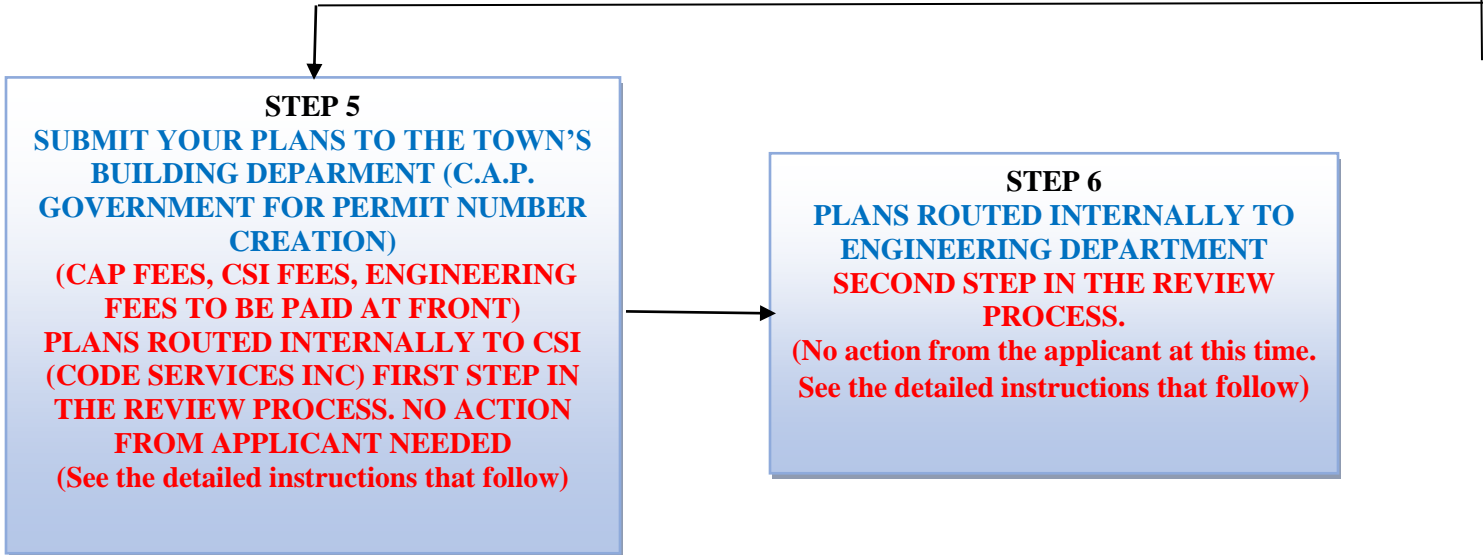 STEP 5
SUBMIT YOUR PLANS TO THE TOWN’S
BUILDING DEPARMENT (C.A.P.
GOVERNMENT FOR PERMIT NUMBER
CREATION)
(CAP FEES, CSI FEES, ENGINEERING
FEES TO BE PAID AT FRONT)
PLANS ROUTED INTERNALLY TO CSI
(CODE SERVICES INC) FIRST STEP IN
THE REVIEW PROCESS. NO ACTION
FROM APPLICANT NEEDED
(See the detailed instructions that follow)
STEP 6
PLANS ROUTED INTERNALLY TO
ENGINEERING DEPARTMENT
SECOND STEP IN THE REVIEW
PROCESS.
(No action from the applicant at this time.
See the detailed instructions that follow)